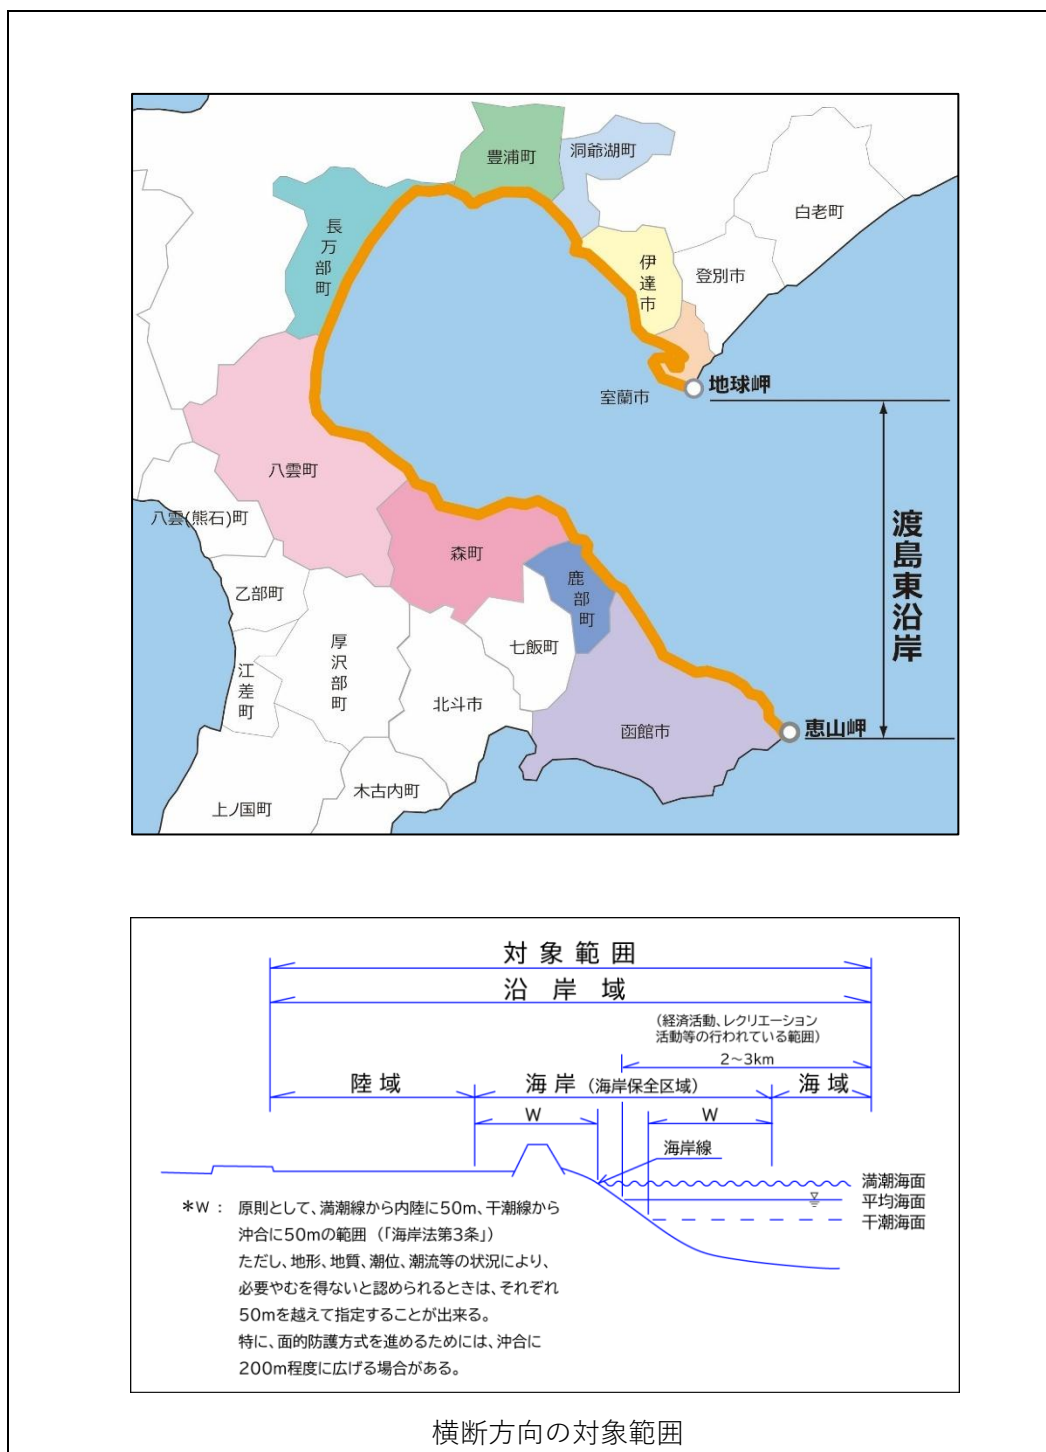 豊浦町
洞爺湖町
白老町
長万部町
伊達市
登別市
地球岬
室蘭市
八雲町
八雲(熊石)町
渡島東沿岸
森町
鹿部町
乙部町
七飯町
厚沢部町
江差町
北斗市
函館市
恵山岬
木古内町
上ノ国町
対象範囲
沿岸域
(経済活動、レクリエーション
活動等の行われている範囲)
2~3km
陸域
海岸(海岸保全区域)
海域
W
W
海岸線
満潮海面
平均海面
干潮海面
*W: 原則として、満潮線から内陸に50m、干潮線から
沖合に50mの範囲 (「海岸法第3条」)
ただし、地形、地質、潮位、潮流等の状況により、
必要やむを得ないと認められるときは、それぞれ
50mを越えて指定することが出来る。
特に、面的防護方式を進めるためには、沖合に
200m程度に広げる場合がある。
横断方向の対象範囲